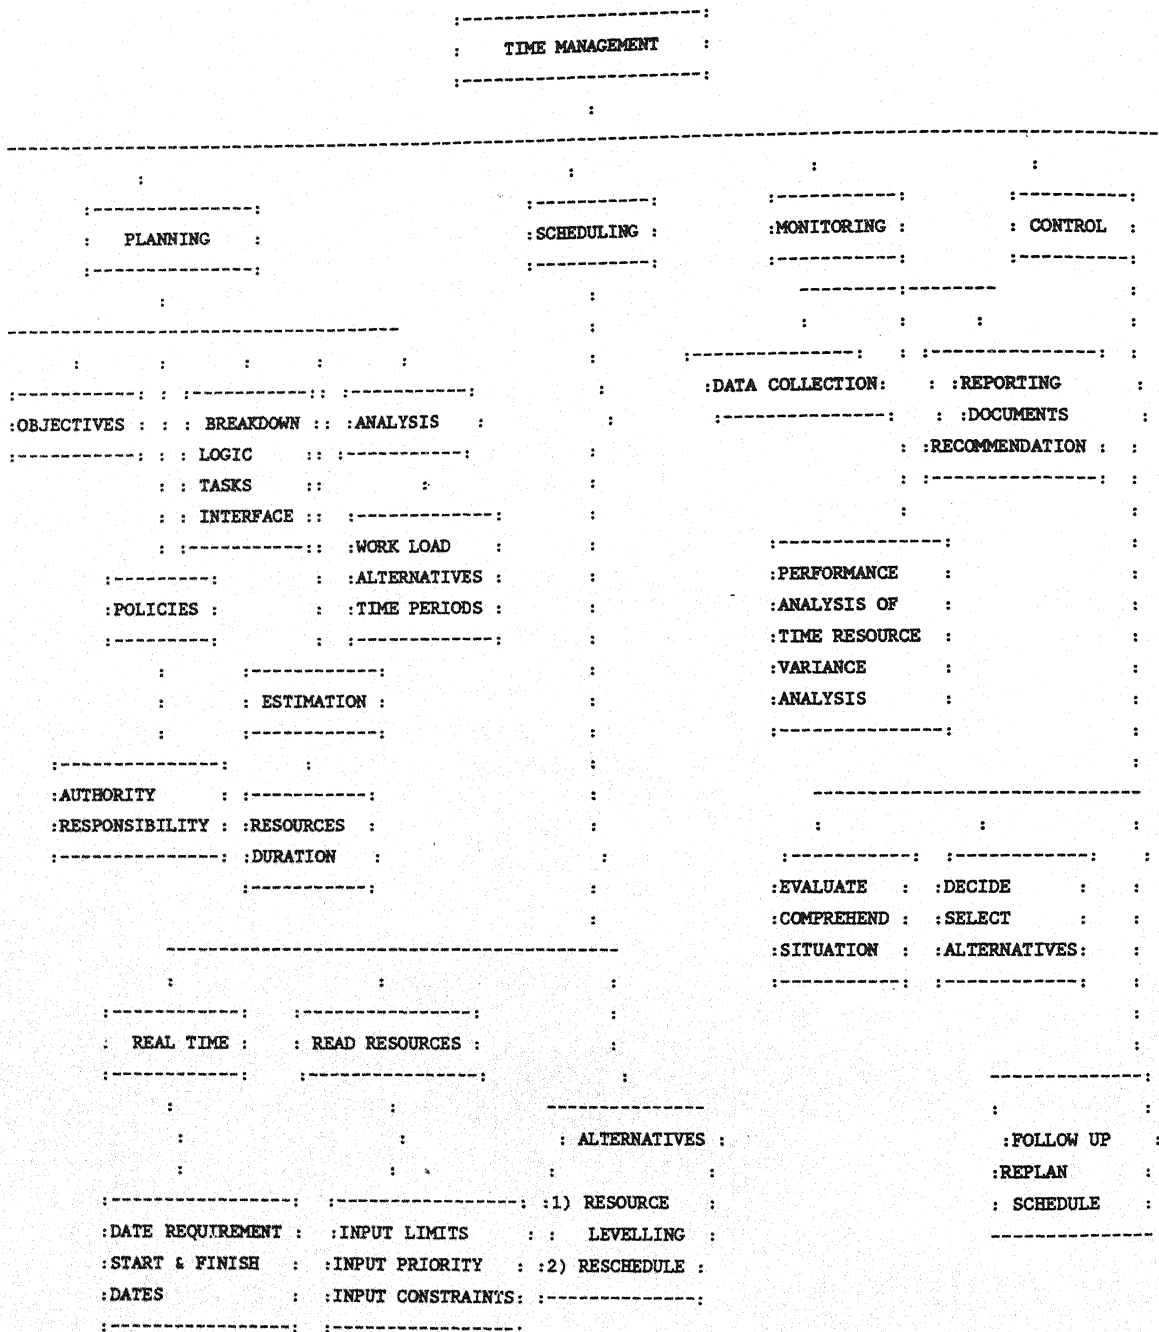 TIME MANAGEMENT
PLANNING
SCHEDULING
MONITORING
CONTROL
OBJECTIVES
BREAKDOWN
LOGIC
TASKS
INTERFACE
ANALYSIS
WORK LOAD
ALTERNATIVES
TIME PERIODS
POLICIES
ESTIMATION
AUTHORITY
RESPONSIBILITY
RESOURCES
DURATION
DATA COLLECTION
REPORTING
DOCUMENTS
RECOMMENDATION
PERFORMANCE
ANALYSIS OF
TIME RESOURCE
VARIANCE
ANALYSIS
EVALUATE
COMPREHEND
SITUATION
DECIDE
SELECT
ALTERNATIVES
REAL TIME
READ RESOURCES
ALTERNATIVES
1) RESOURCE
LEVELLING
2) RESCHEDULE
DATE REQUIREMENT
START & FINISH
DATES
INPUT LIMITS
INPUT PRIORITY
INPUT CONSTRAINTS
FOLLOW UP
REPLAN
SCHEDULE